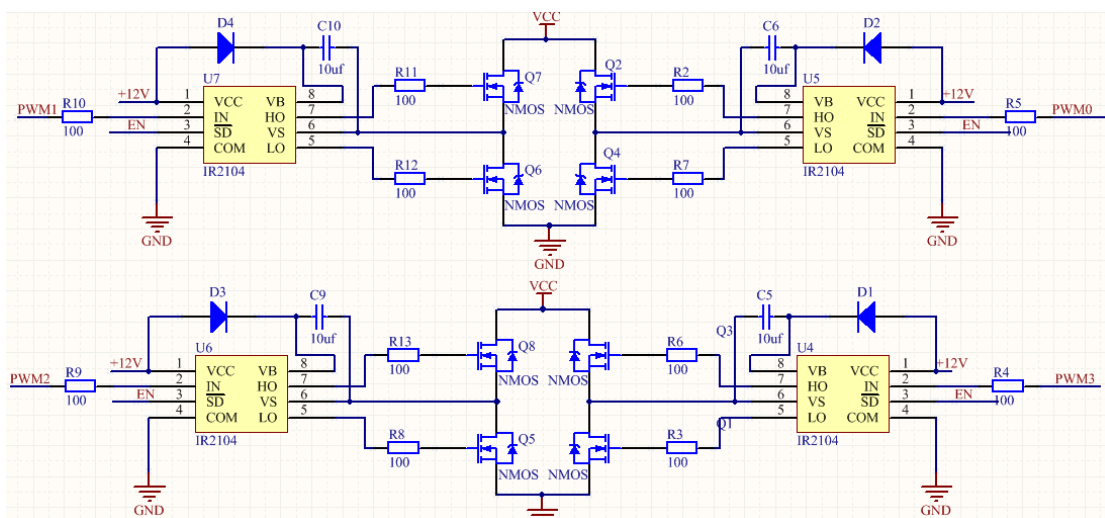 VCC
D4 C10 C6 D2
10uf 10uf
U7 R11 Q7 Q2 R2 U5
+12V 1 VCC VB 8 100 NMOS NMOS 100 8 VB VCC 1 +12V
PWM1 R10 2 IN HO 7 7 HO IN 2 R5 PWM0
100 EN 3 SD VS 6 6 VS SD 3 EN 100
4 COM LO 5 Q6 Q4 5 LO COM 4
IR2104 R12 R7 IR2104
100 NMOS NMOS 100
GND GND
GND
VCC
D3 C9 C5 D1
10uf Q3 10uf
U6 R13 Q8 R6 U4
+12V 1 VCC VB 8 100 NMOS NMOS 100 8 VB VCC 1 +12V
PWM2 R9 2 IN HO 7 7 HO IN 2 R4 PWM3
100 EN 3 SD VS 6 6 VS SD 3 EN 100
4 COM LO 5 Q1 5 LO COM 4
IR2104 R8 Q5 R3 IR2104
100 NMOS NMOS 100
GND GND